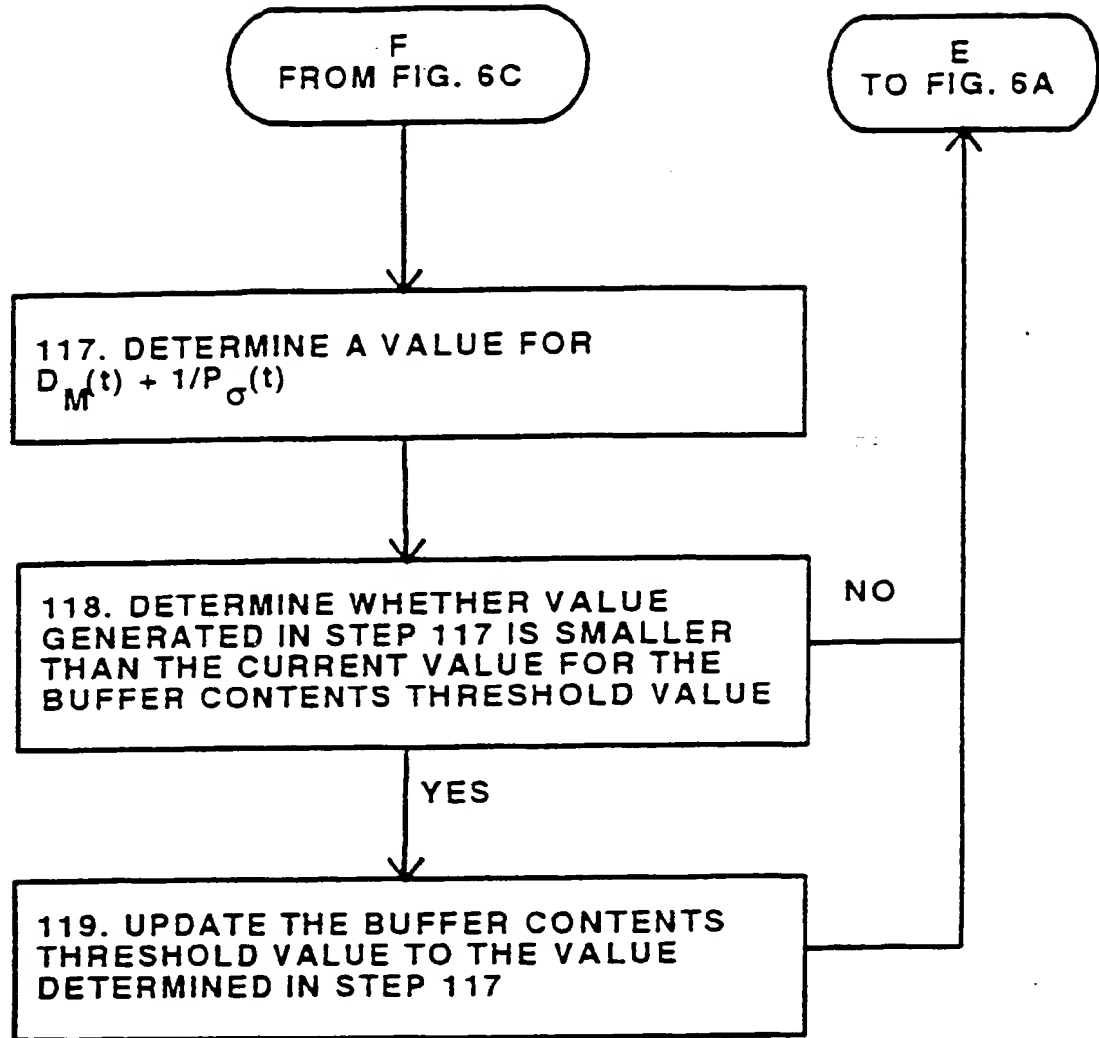 F
FROM FIG. 6C
E
TO FIG. 6A
117. DETERMINE A VALUE FOR
D_M(t) + 1/P_σ(t)
118. DETERMINE WHETHER VALUE
GENERATED IN STEP 117 IS SMALLER
THAN THE CURRENT VALUE FOR THE
BUFFER CONTENTS THRESHOLD VALUE
NO
YES
119. UPDATE THE BUFFER CONTENTS
THRESHOLD VALUE TO THE VALUE
DETERMINED IN STEP 117